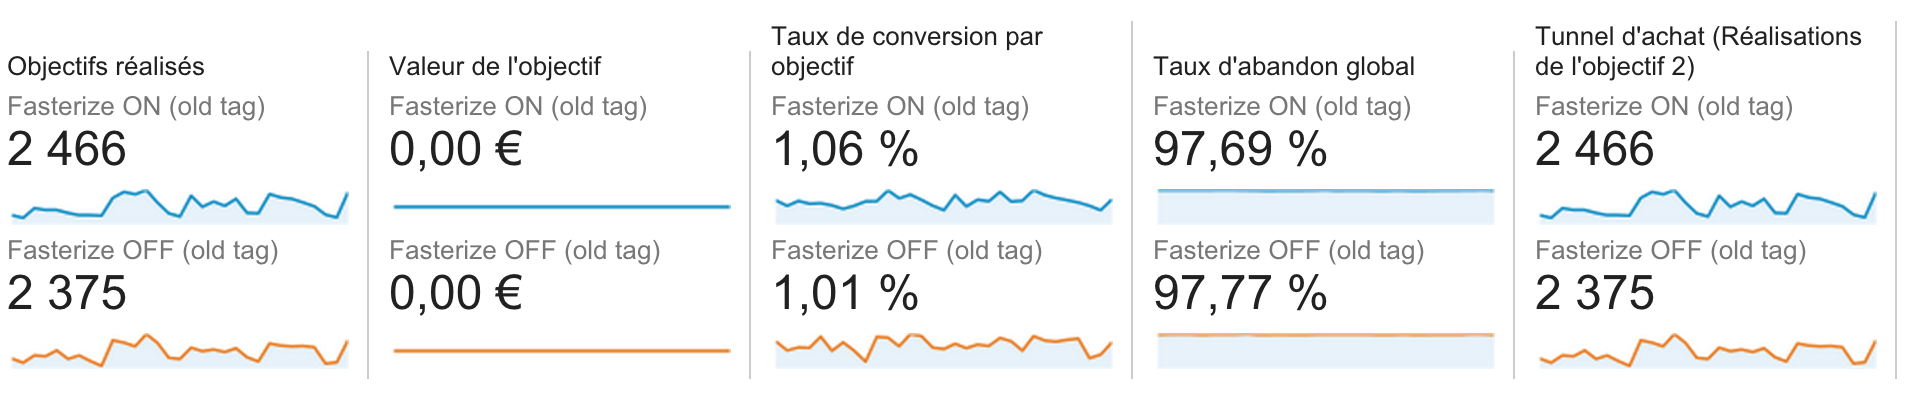 Objectifs réalisés
Fasterize ON (old tag)
2 466
Fasterize OFF (old tag)
2 375
Valeur de l'objectif
Fasterize ON (old tag)
0,00 €
Fasterize OFF (old tag)
0,00 €
Taux de conversion par
objectif
Fasterize ON (old tag)
1,06 %
Fasterize OFF (old tag)
1,01 %
Taux d'abandon global
Fasterize ON (old tag)
97,69 %
Fasterize OFF (old tag)
97,77 %
Tunnel d'achat (Réalisations
de l'objectif 2)
Fasterize ON (old tag)
2 466
Fasterize OFF (old tag)
2 375